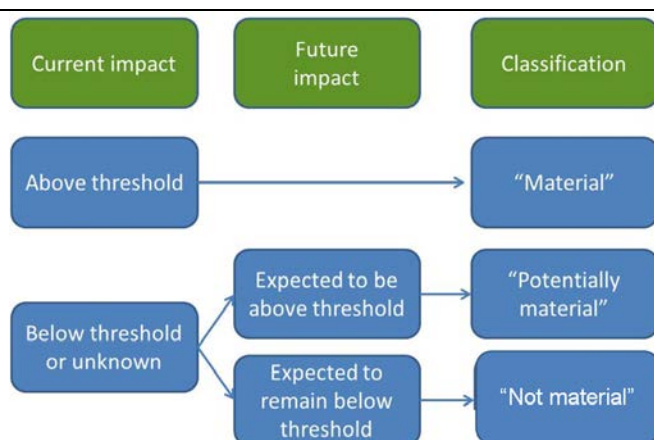 Current impact
Future
impact
Classification
Above threshold
“Material”
Below threshold
or unknown
Expected to be
above threshold
“Potentially
material”
Expected to
remain below
threshold
“Not material”